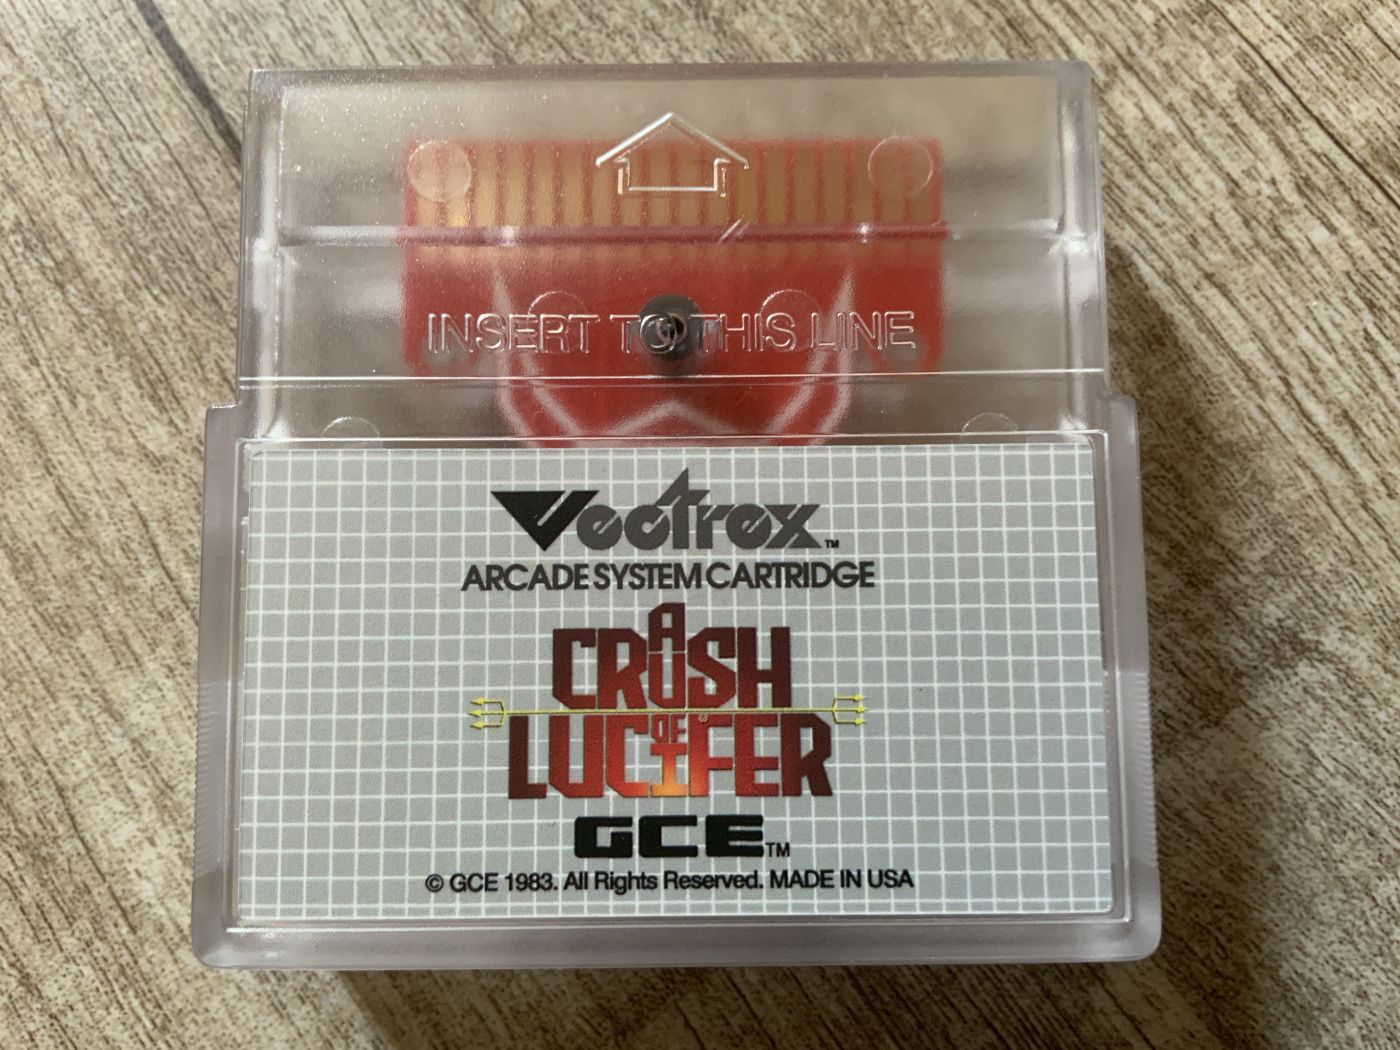 INSERT TO THIS LINE
Vectrex™
ARCADE SYSTEM CARTRIDGE
A
CRUSH
OF
LUCIFER
GCE™
© GCE 1983. All Rights Reserved. MADE IN USA